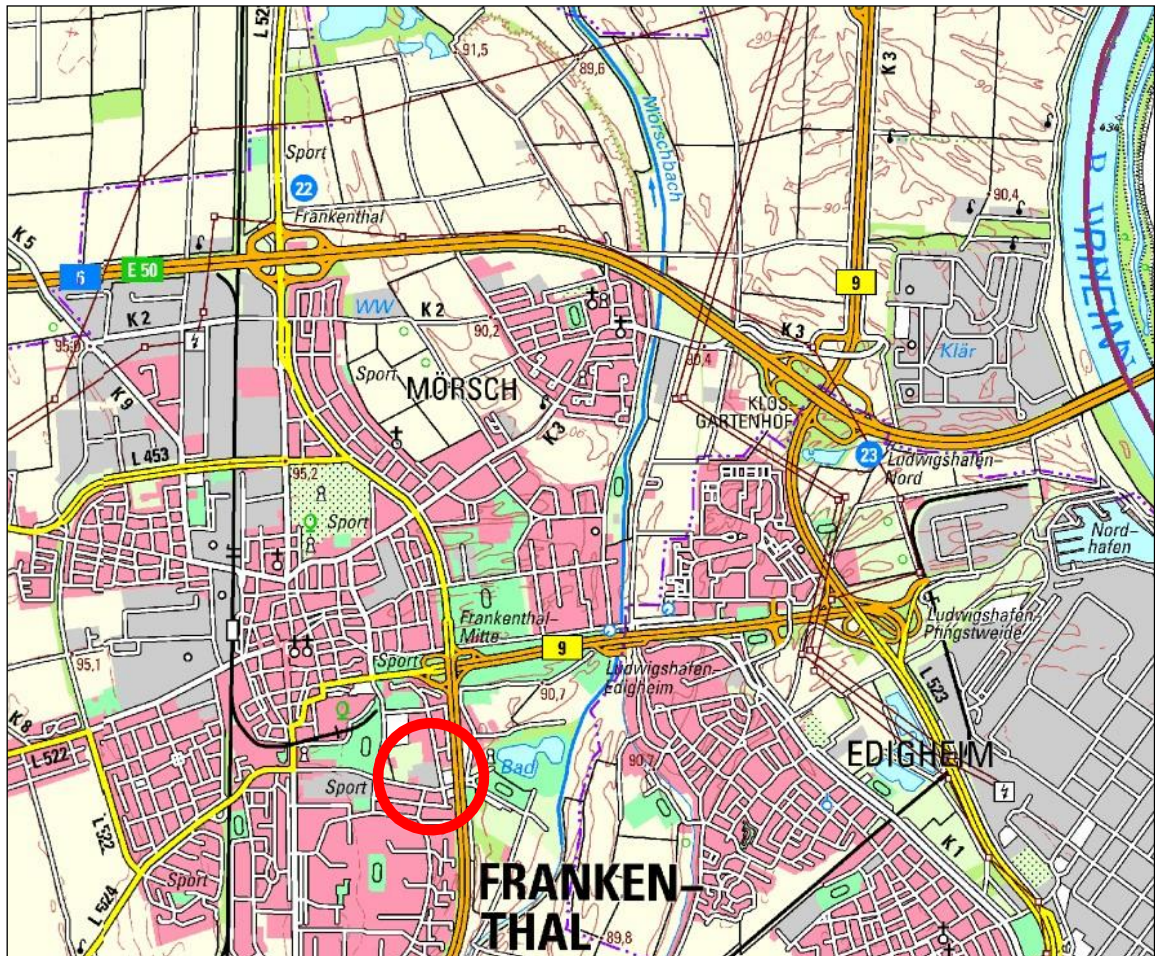 L 52
91,5
89,6
K 3
Mörschbach
434
Sport
22
Frankenthal
90,4
90
R
K 5
6
E 50
9
K 2
WW
K 2
90,2
K 3
Klär
Sport
MÖRSCH
90,4
K 9
KLOS-
GARTENHOF
K 3
L 453
23
Ludwigshafen-
Nord
95,2
Sport
Nord-
hafen
Frankenthal-
Mitte
Ludwigshafen-
Pfingstweide
95,1
Sport
9
Ludwigshafen-
Edigheim
L 523
K 8
90,7
L 522
EDIGHEIM
Bad
90,7
Sport
L 522
K 1
Sport
L 524
FRANKEN-
THAL
89,8